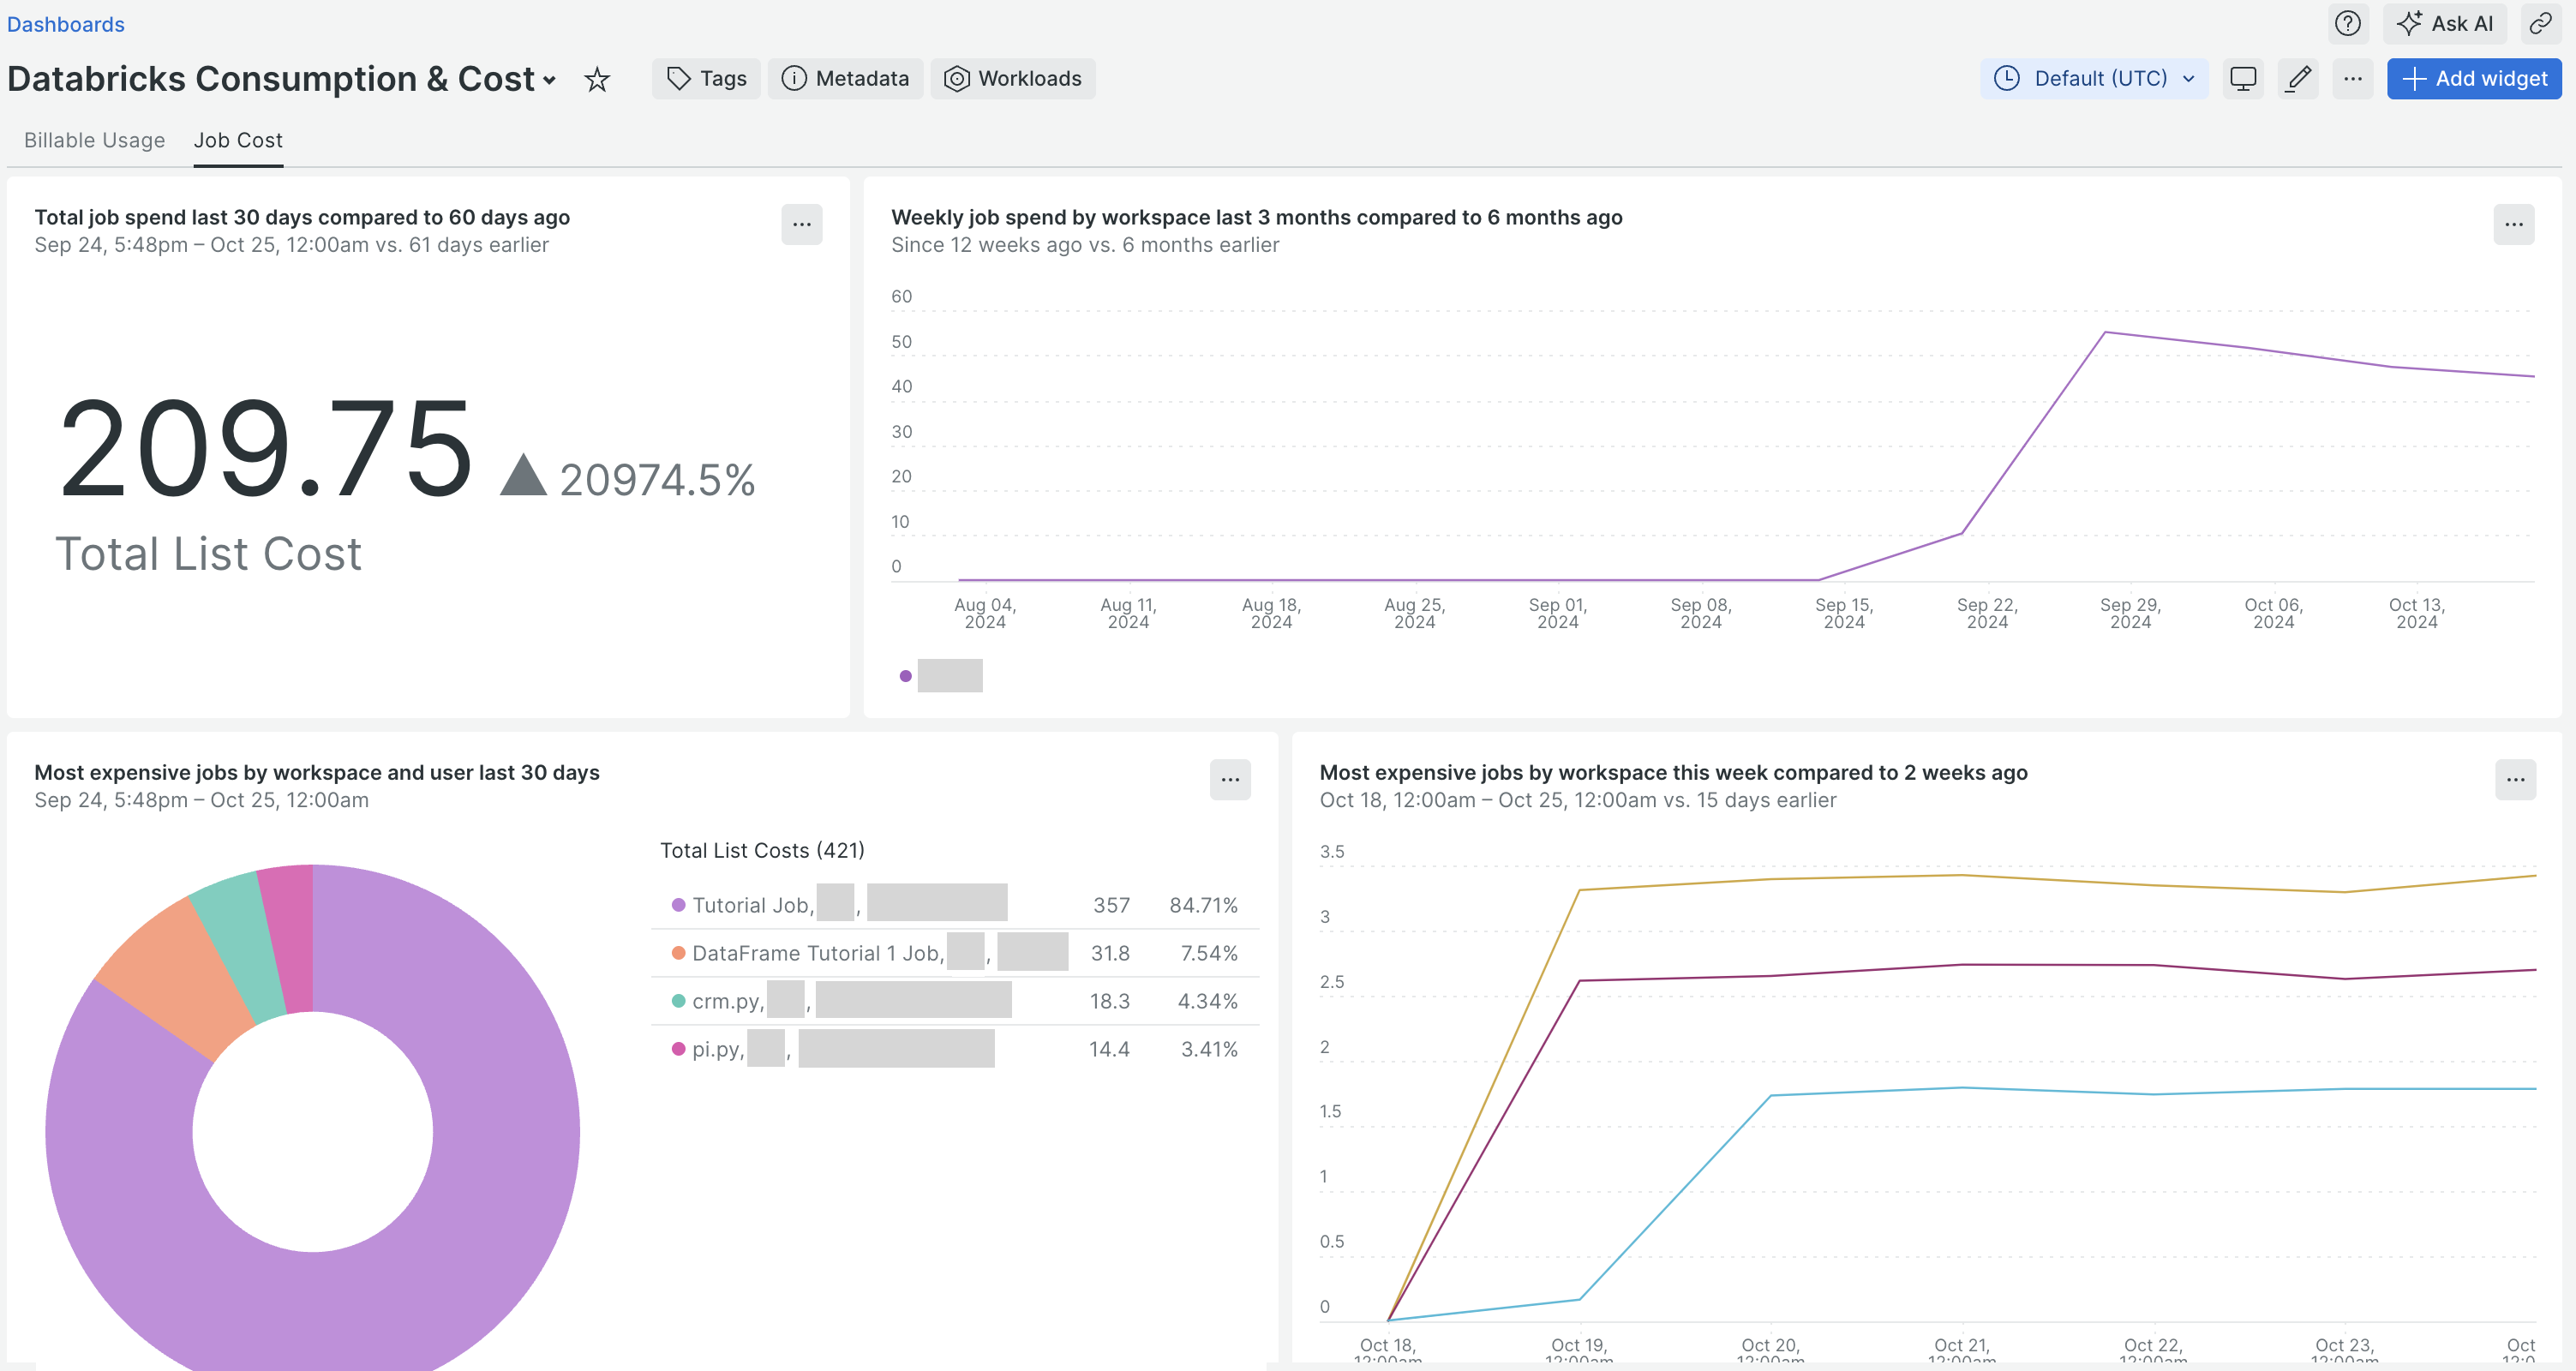 Dashboards
Ask AI
Databricks Consumption & Cost
Tags
Metadata
Workloads
Default (UTC)
Add widget
Billable Usage
Job Cost
Total job spend last 30 days compared to 60 days ago
Sep 24, 5:48pm – Oct 25, 12:00am vs. 61 days earlier
209.75
20974.5%
Total List Cost
Weekly job spend by workspace last 3 months compared to 6 months ago
Since 12 weeks ago vs. 6 months earlier
60
50
40
30
20
10
0
Aug 04, 2024
Aug 11, 2024
Aug 18, 2024
Aug 25, 2024
Sep 01, 2024
Sep 08, 2024
Sep 15, 2024
Sep 22, 2024
Sep 29, 2024
Oct 06, 2024
Oct 13, 2024
Most expensive jobs by workspace and user last 30 days
Sep 24, 5:48pm – Oct 25, 12:00am
Total List Costs (421)
Tutorial Job, , 357 84.71%
DataFrame Tutorial 1 Job, , 31.8 7.54%
crm.py, , 18.3 4.34%
pi.py, , 14.4 3.41%
Most expensive jobs by workspace this week compared to 2 weeks ago
Oct 18, 12:00am – Oct 25, 12:00am vs. 15 days earlier
3.5
3
2.5
2
1.5
1
0.5
0
Oct 18, 12:00am
Oct 19, 12:00am
Oct 20, 12:00am
Oct 21, 12:00am
Oct 22, 12:00am
Oct 23, 12:00am
Oct